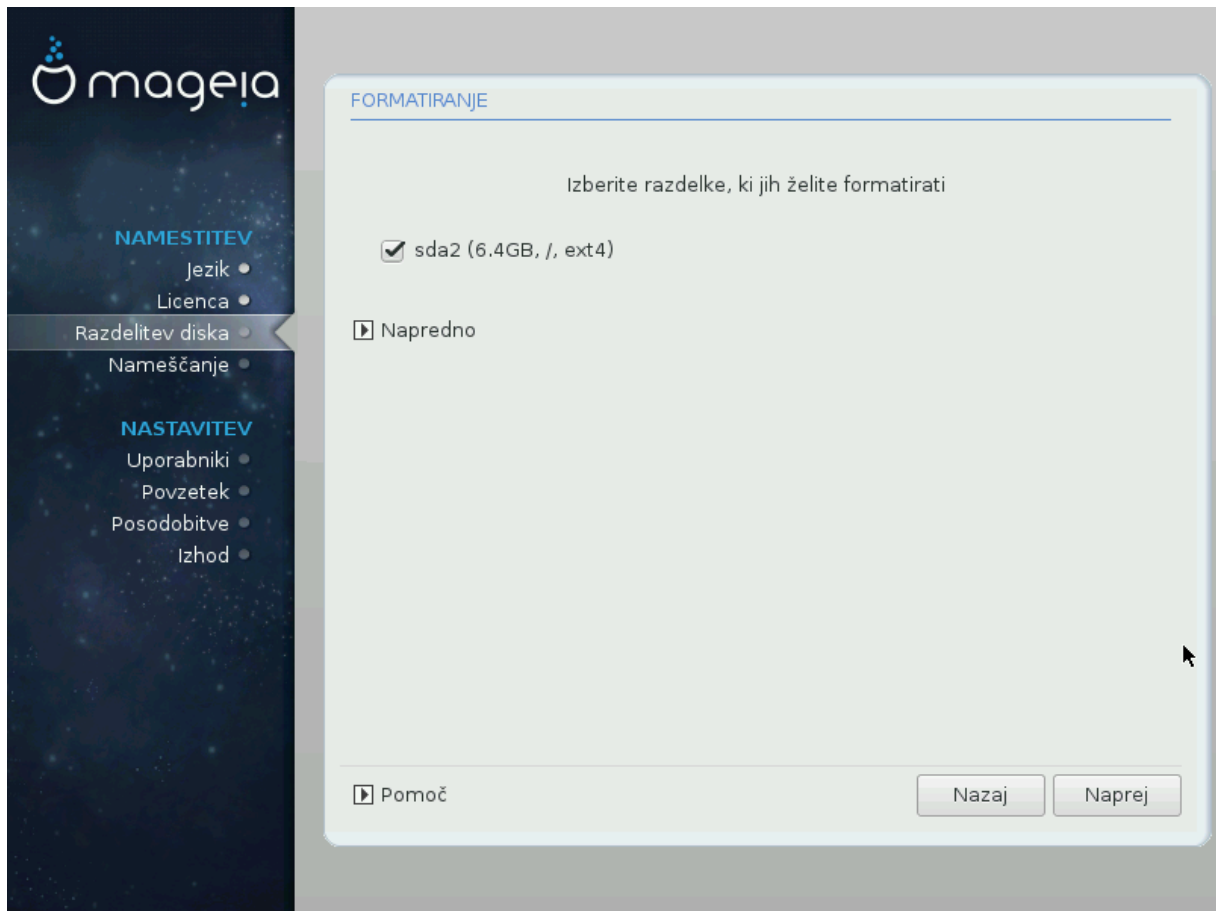 mageia
NAMESTITEV
Jezik
Licenca
Razdelitev diska
Nameščanje
NASTAVITEV
Uporabniki
Povzetek
Posodobitve
Izhod
FORMATIRANJE
Izberite razdelke, ki jih želite formatirati
sda2 (6.4GB, /, ext4)
Napredno
Pomoč
Nazaj
Naprej